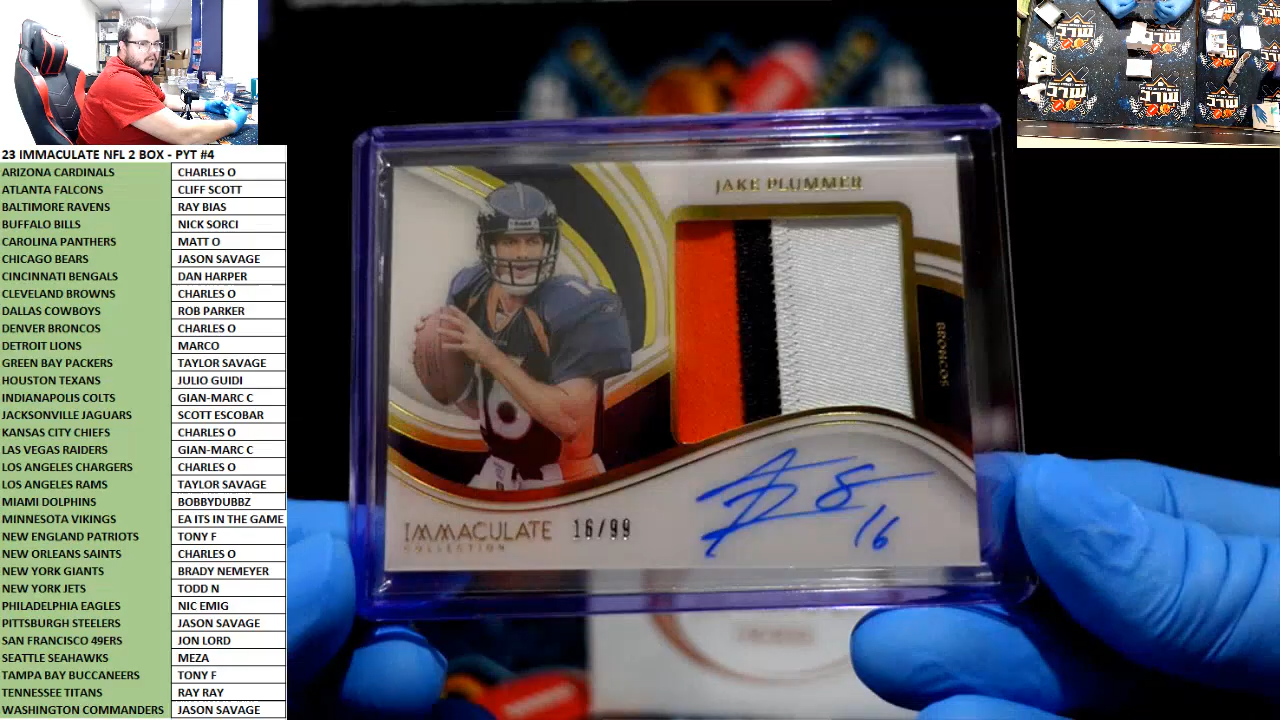 23 IMMACULATE NFL 2 BOX - PYT #4
ARIZONA CARDINALS CHARLES O
ATLANTA FALCONS CLIFF SCOTT
BALTIMORE RAVENS RAY BIAS
BUFFALO BILLS NICK SORCI
CAROLINA PANTHERS MATT O
CHICAGO BEARS JASON SAVAGE
CINCINNATI BENGALS DAN HARPER
CLEVELAND BROWNS CHARLES O
DALLAS COWBOYS ROB PARKER
DENVER BRONCOS CHARLES O
DETROIT LIONS MARCO
GREEN BAY PACKERS TAYLOR SAVAGE
HOUSTON TEXANS JULIO GUIDI
INDIANAPOLIS COLTS GIAN-MARC C
JACKSONVILLE JAGUARS SCOTT ESCOBAR
KANSAS CITY CHIEFS CHARLES O
LAS VEGAS RAIDERS GIAN-MARC C
LOS ANGELES CHARGERS CHARLES O
LOS ANGELES RAMS TAYLOR SAVAGE
MIAMI DOLPHINS BOBBYDUBBZ
MINNESOTA VIKINGS EA ITS IN THE GAME
NEW ENGLAND PATRIOTS TONY F
NEW ORLEANS SAINTS CHARLES O
NEW YORK GIANTS BRADY NEMEYER
NEW YORK JETS TODD N
PHILADELPHIA EAGLES NIC EMIG
PITTSBURGH STEELERS JASON SAVAGE
SAN FRANCISCO 49ERS JON LORD
SEATTLE SEAHAWKS MEZA
TAMPA BAY BUCCANEERS TONY F
TENNESSEE TITANS RAY RAY
WASHINGTON COMMANDERS JASON SAVAGE
JAKE PLUMMER
BRONCOS
16
IMMACULATE 16/99
COLLECTION
16